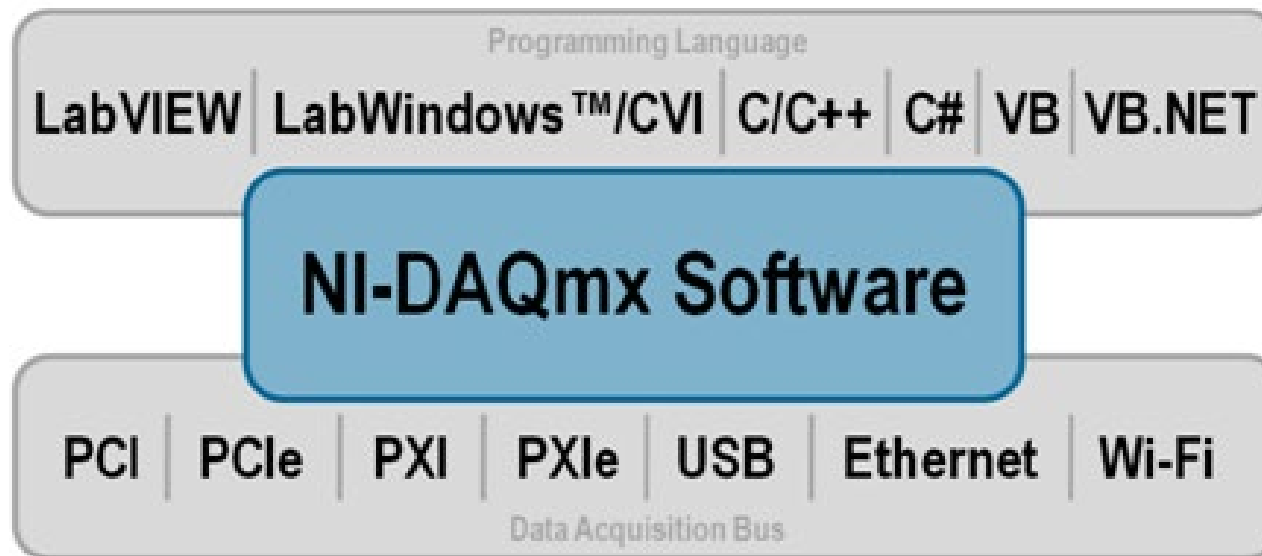 Programming Language
LabVIEW LabWindows™/CVI C/C++ C# VB VB.NET
NI-DAQmx Software
PCI PCIe PXI PXIe USB Ethernet Wi-Fi
Data Acquisition Bus